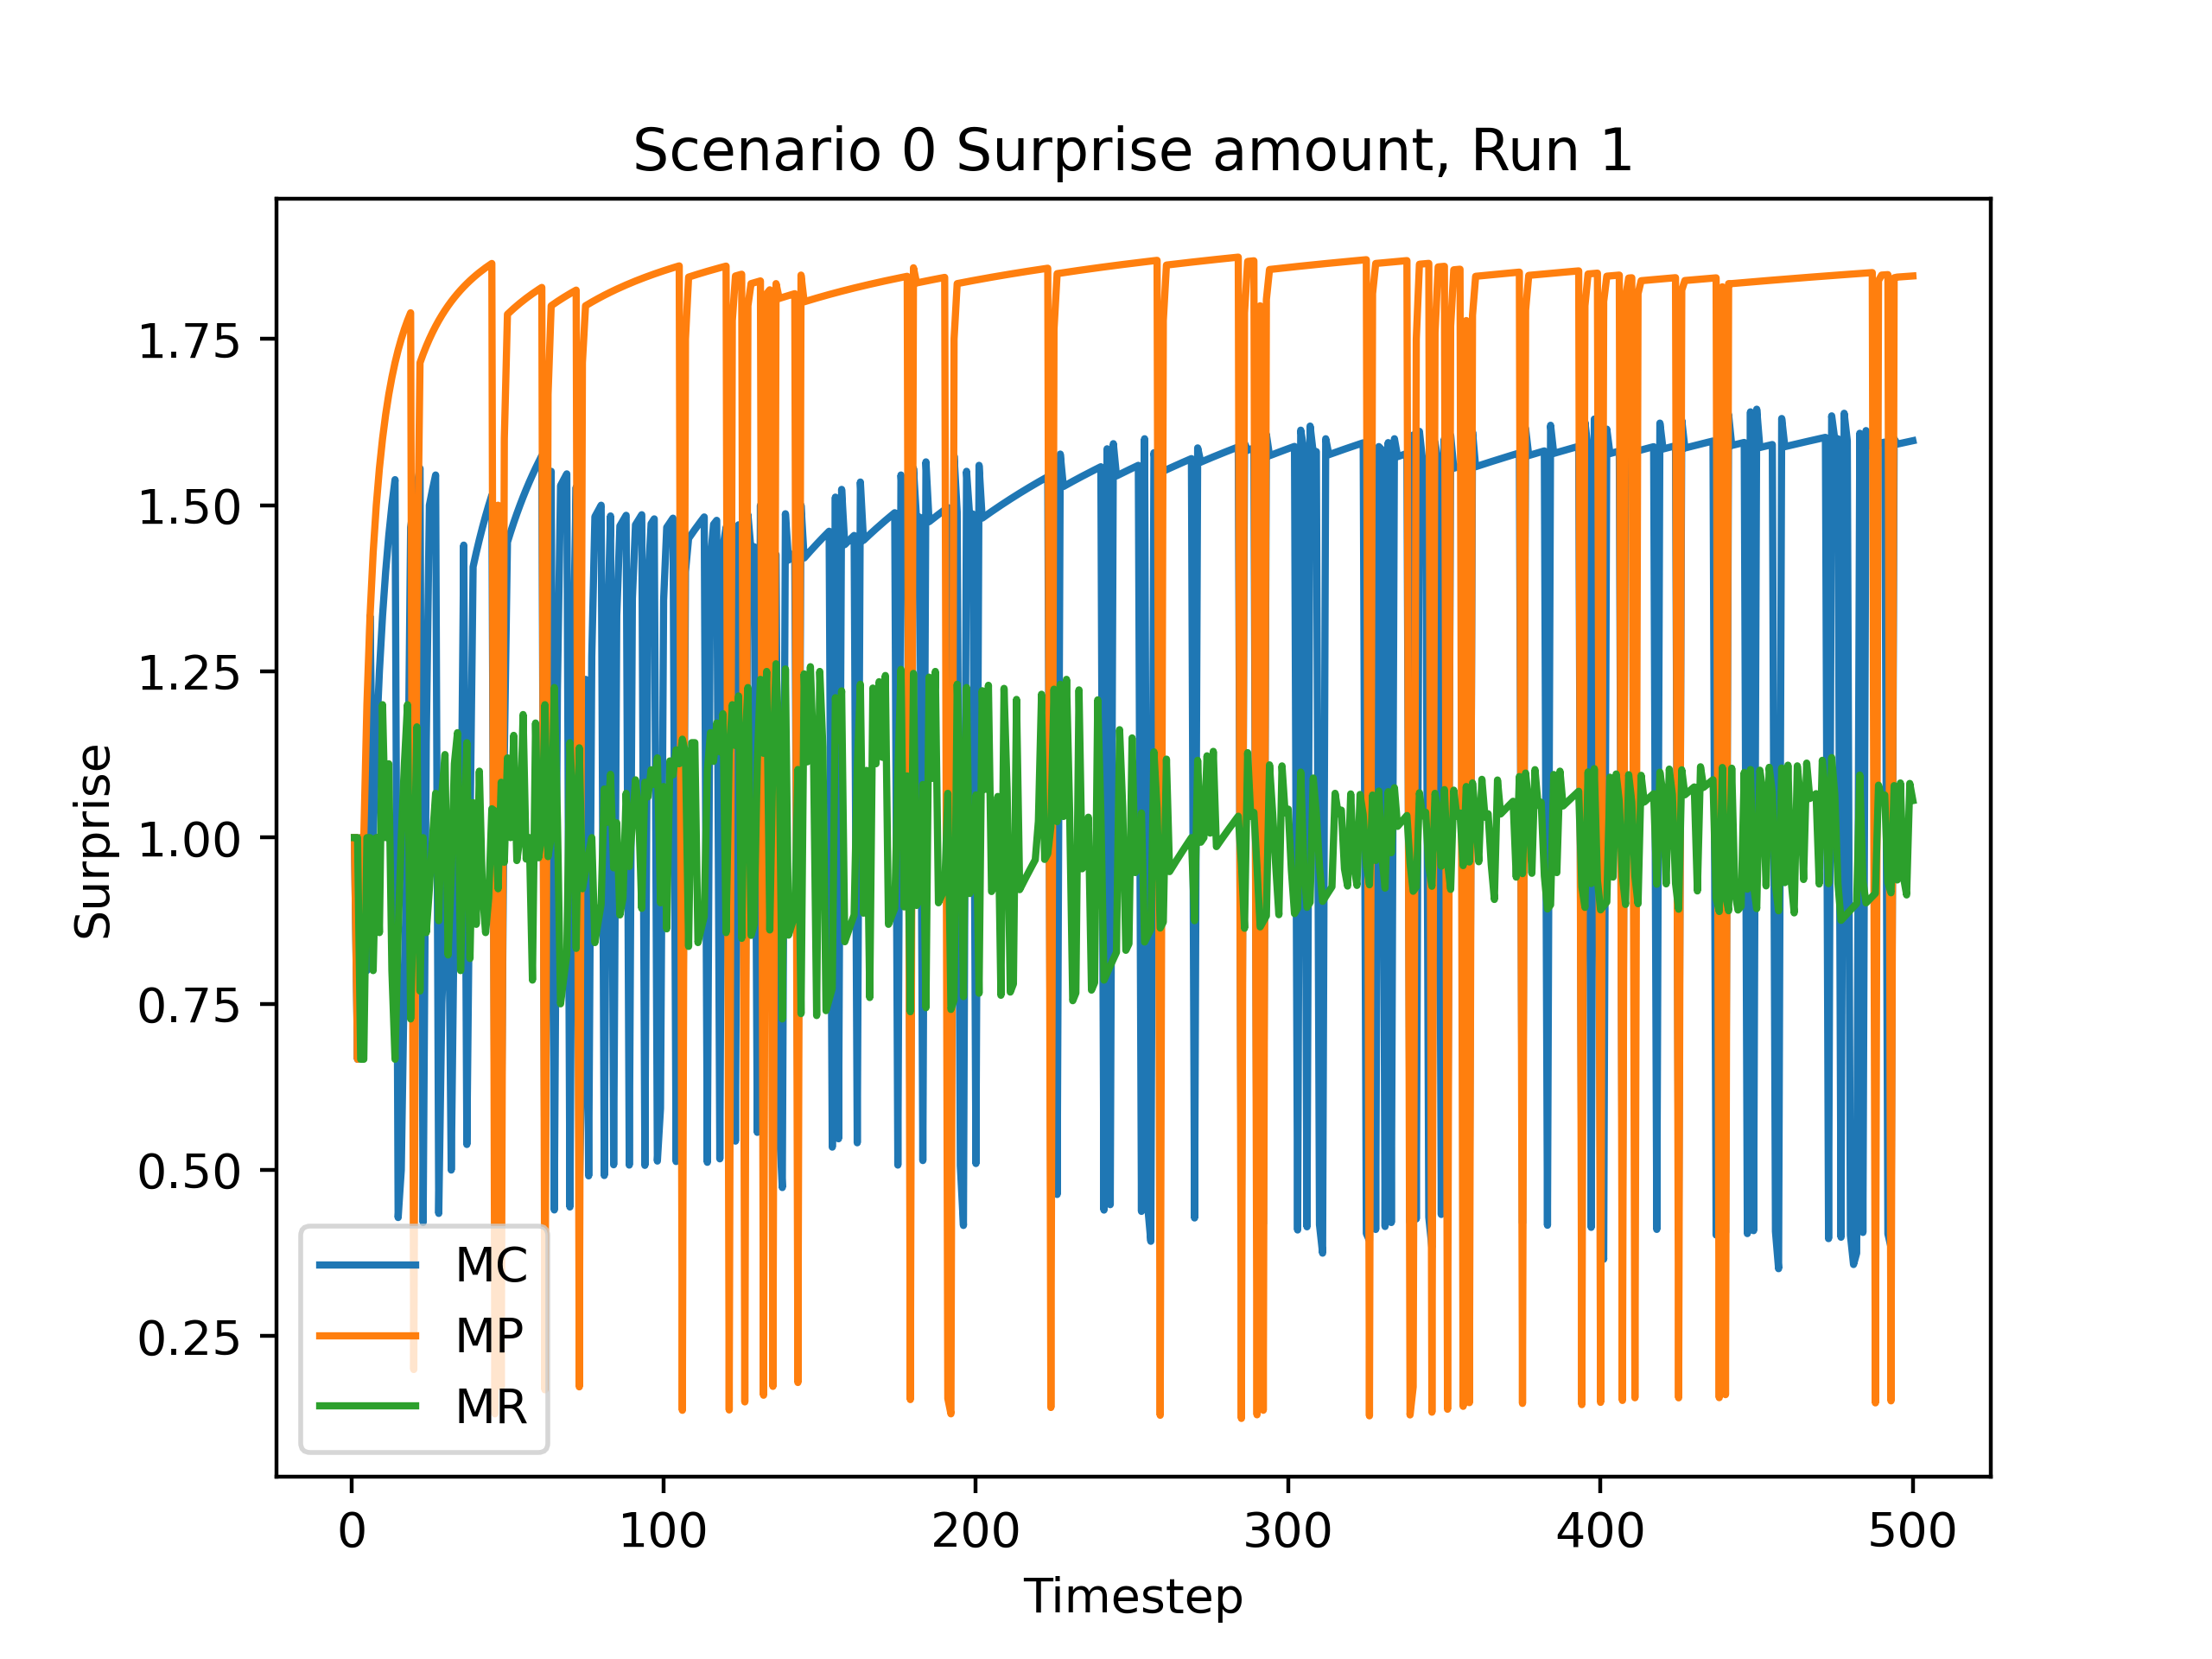 Scenario 0 Surprise amount, Run 1
Surprise
1.75
1.50
1.25
1.00
0.75
0.50
0.25
MC
MP
MR
0 100 200 300 400 500
Timestep